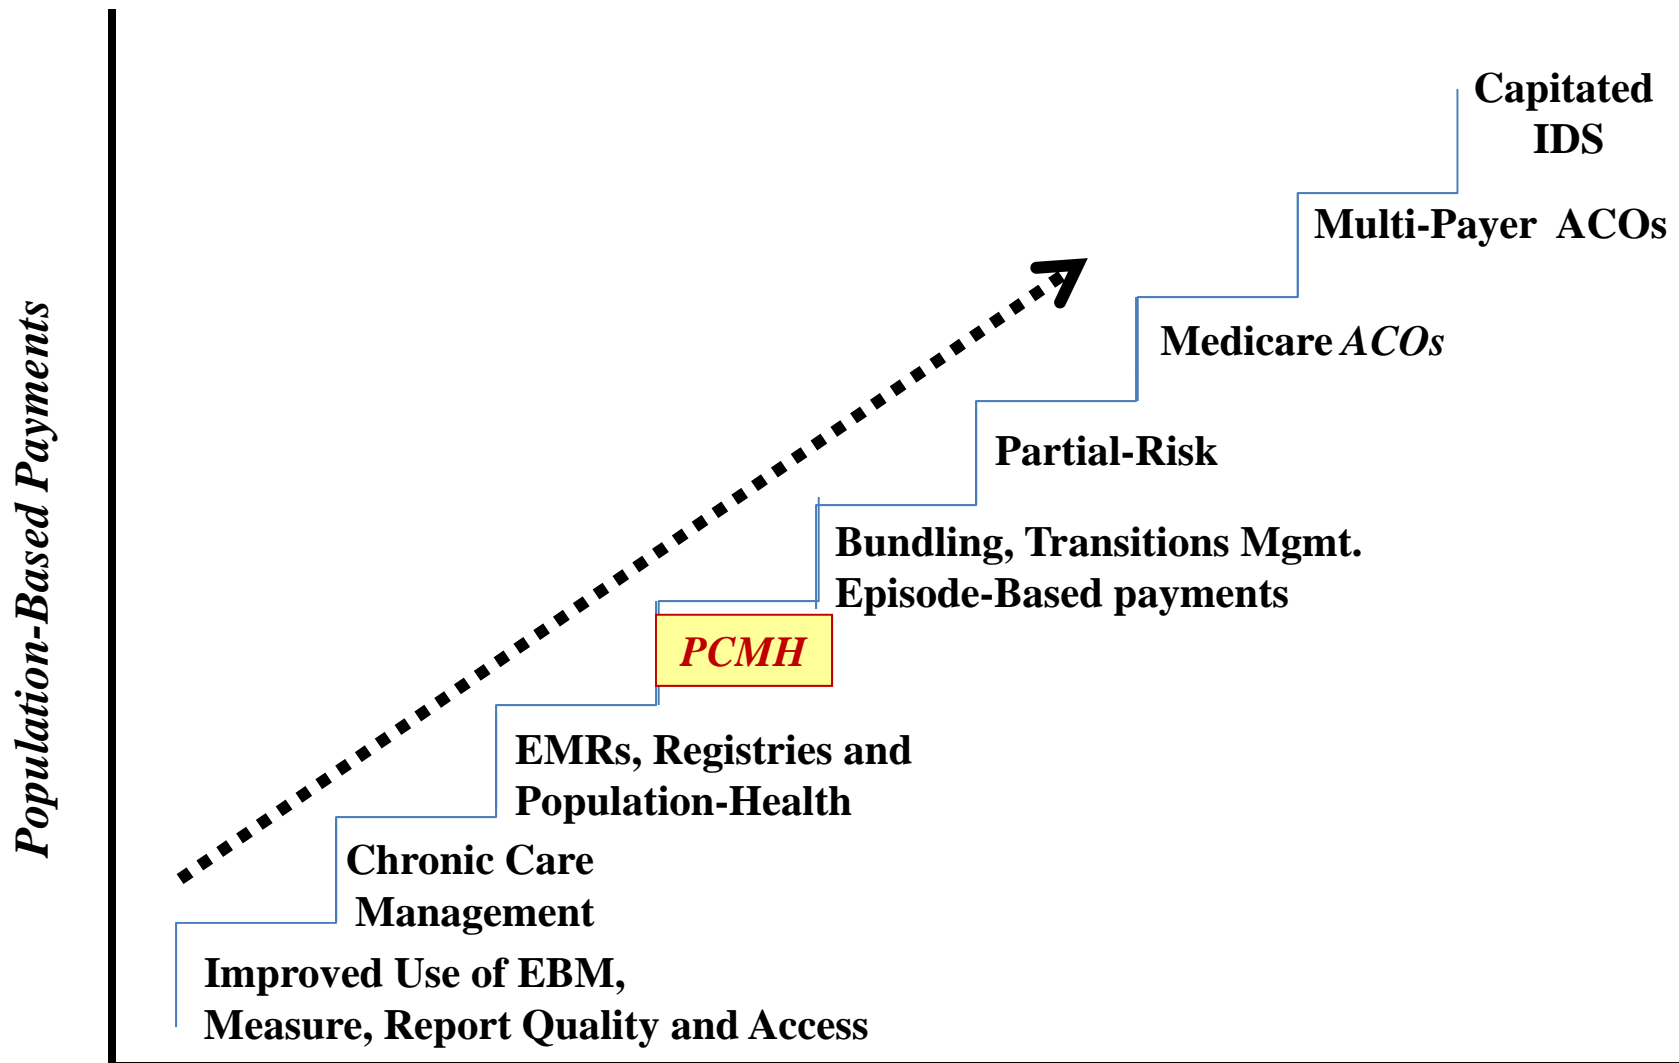 Population-Based Payments
Capitated
IDS
Multi-Payer ACOs
Medicare ACOs
Partial-Risk
Bundling, Transitions Mgmt.
Episode-Based payments
PCMH
EMRs, Registries and
Population-Health
Chronic Care
Management
Improved Use of EBM,
Measure, Report Quality and Access